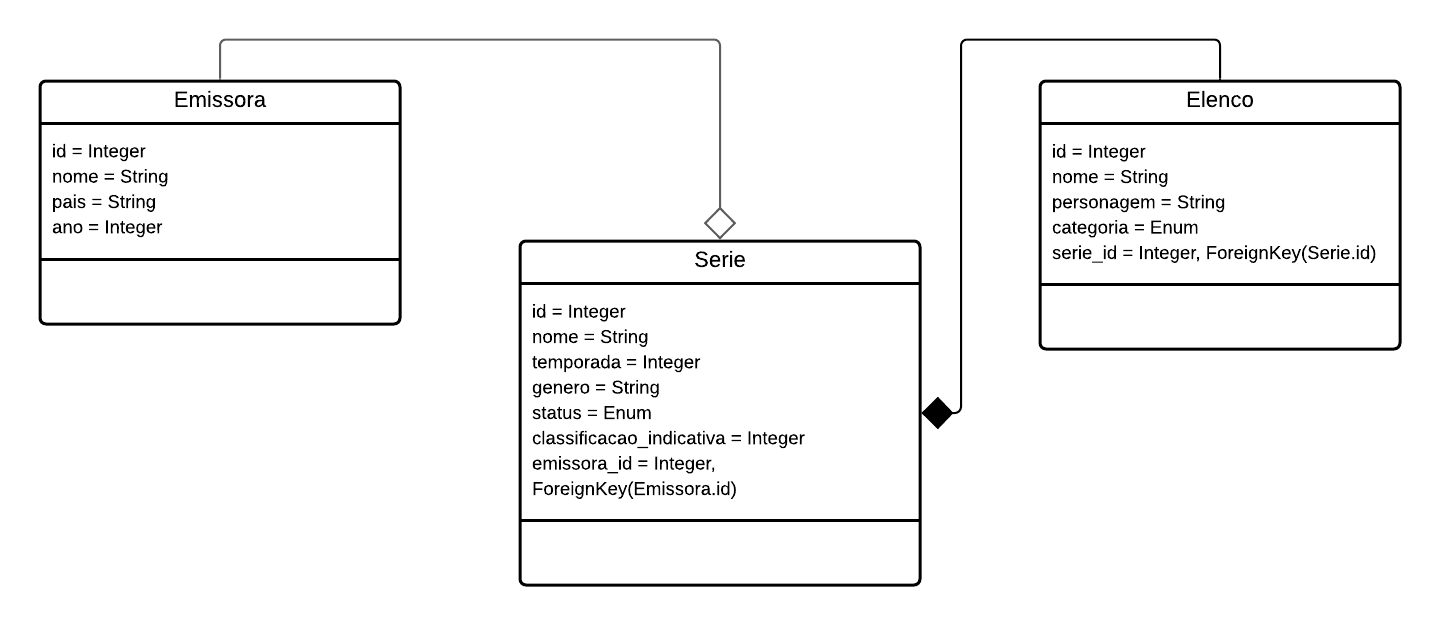 Emissora
id = Integer
nome = String
pais = String
ano = Integer
Serie
id = Integer
nome = String
temporada = Integer
genero = String
status = Enum
classificacao_indicativa = Integer
emissora_id = Integer,
ForeignKey(Emissora.id)
Elenco
id = Integer
nome = String
personagem = String
categoria = Enum
serie_id = Integer, ForeignKey(Serie.id)